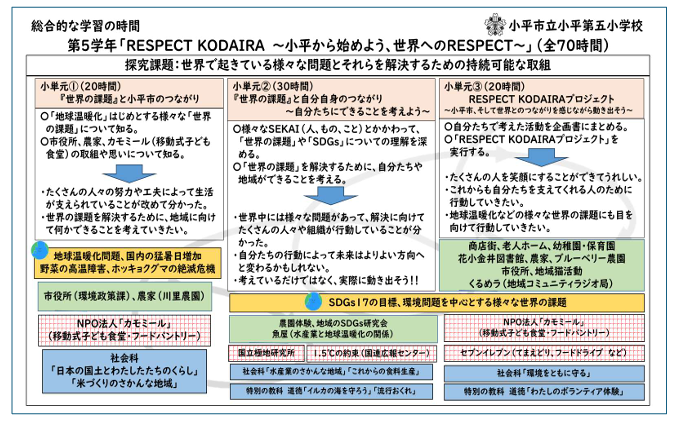 総合的な学習の時間
小平市立小平第五小学校
第5学年「RESPECT KODAIRA ～小平から始めよう、世界へのRESPECT～」(全70時間)
探究課題:世界で起きている様々な問題とそれらを解決するための持続可能な取組
小単元①(20時間)
『世界の課題』と小平市のつながり
〇「地球温暖化」はじめとする様々な「世界
の課題」について知る。
〇市役所、農家、カモミール(移動式子ども
食堂)の取組や思いについて知る。
・たくさんの人々の努力や工夫によって生活
が支えられていることが改めて分かった。
・世界の課題を解決するために、地域に向け
て何かできることを考えていきたい。
地球温暖化問題、国内の猛暑日増加
野菜の高温障害、ホッキョクグマの絶滅危機
市役所(環境政策課)、農家(川里農園)
NPO法人「カモミール」
(移動式子ども食堂・フードパントリー)
社会科
「日本の国土とわたしたたちのくらし」
「米づくりのさかんな地域」
小単元②(30時間)
『世界の課題』と自分自身のつながり
～自分たちにできることを考えよう～
〇様々なSEKAI(人、もの、こと)とかかわって、
「世界の課題」や「SDGs」についての理解を深
める。
〇「世界の課題」を解決するために、自分たちや
地域ができることを考える。
・世界中には様々な問題があって、解決に向けて
たくさんの人々や組織が行動していることが分
かった。
・自分たちの行動によって未来はよりよい方向へ
と変わるかもしれない。
・考えているだけではなく、実際に動き出そう!!
SDGs17の目標、環境問題を中心とする様々な世界の課題
農園体験、地域のSDGs研究会
魚屋(水産業と地球温暖化の関係)
国立極地研究所
1.5℃の約束(国連広報センター)
社会科「水産業のさかんな地域」「これからの食料生産」
特別の教科 道徳「イルカの海を守ろう」「流行おくれ」
小単元③(20時間)
RESPECT KODAIRAプロジェクト
～小平市、そして世界とのつながりを感じながら動き出そう～
〇自分たちで考えた活動を企画書にまとめる。
〇「RESPECT KODAIRAプロジェクト」を
実行する。
・たくさんの人を笑顔にすることができてうれしい。
・これからも自分たちを支えてくれる人のために
行動していきたい。
・地球温暖化などの様々な世界の課題にも目を
向けて行動していきたい。
商店街、老人ホーム、幼稚園・保育園
花小金井図書館、農家、ブルーベリー農園
市役所、地域猫活動
くるめラ(地域コミュニティラジオ局)
NPO法人「カモミール」
(移動式子ども食堂・フードパントリー)
セブンイレブン(てまえどり、フードドライブ など)
社会科「環境をともに守る」
特別の教科 道徳「わたしのボランティア体験」